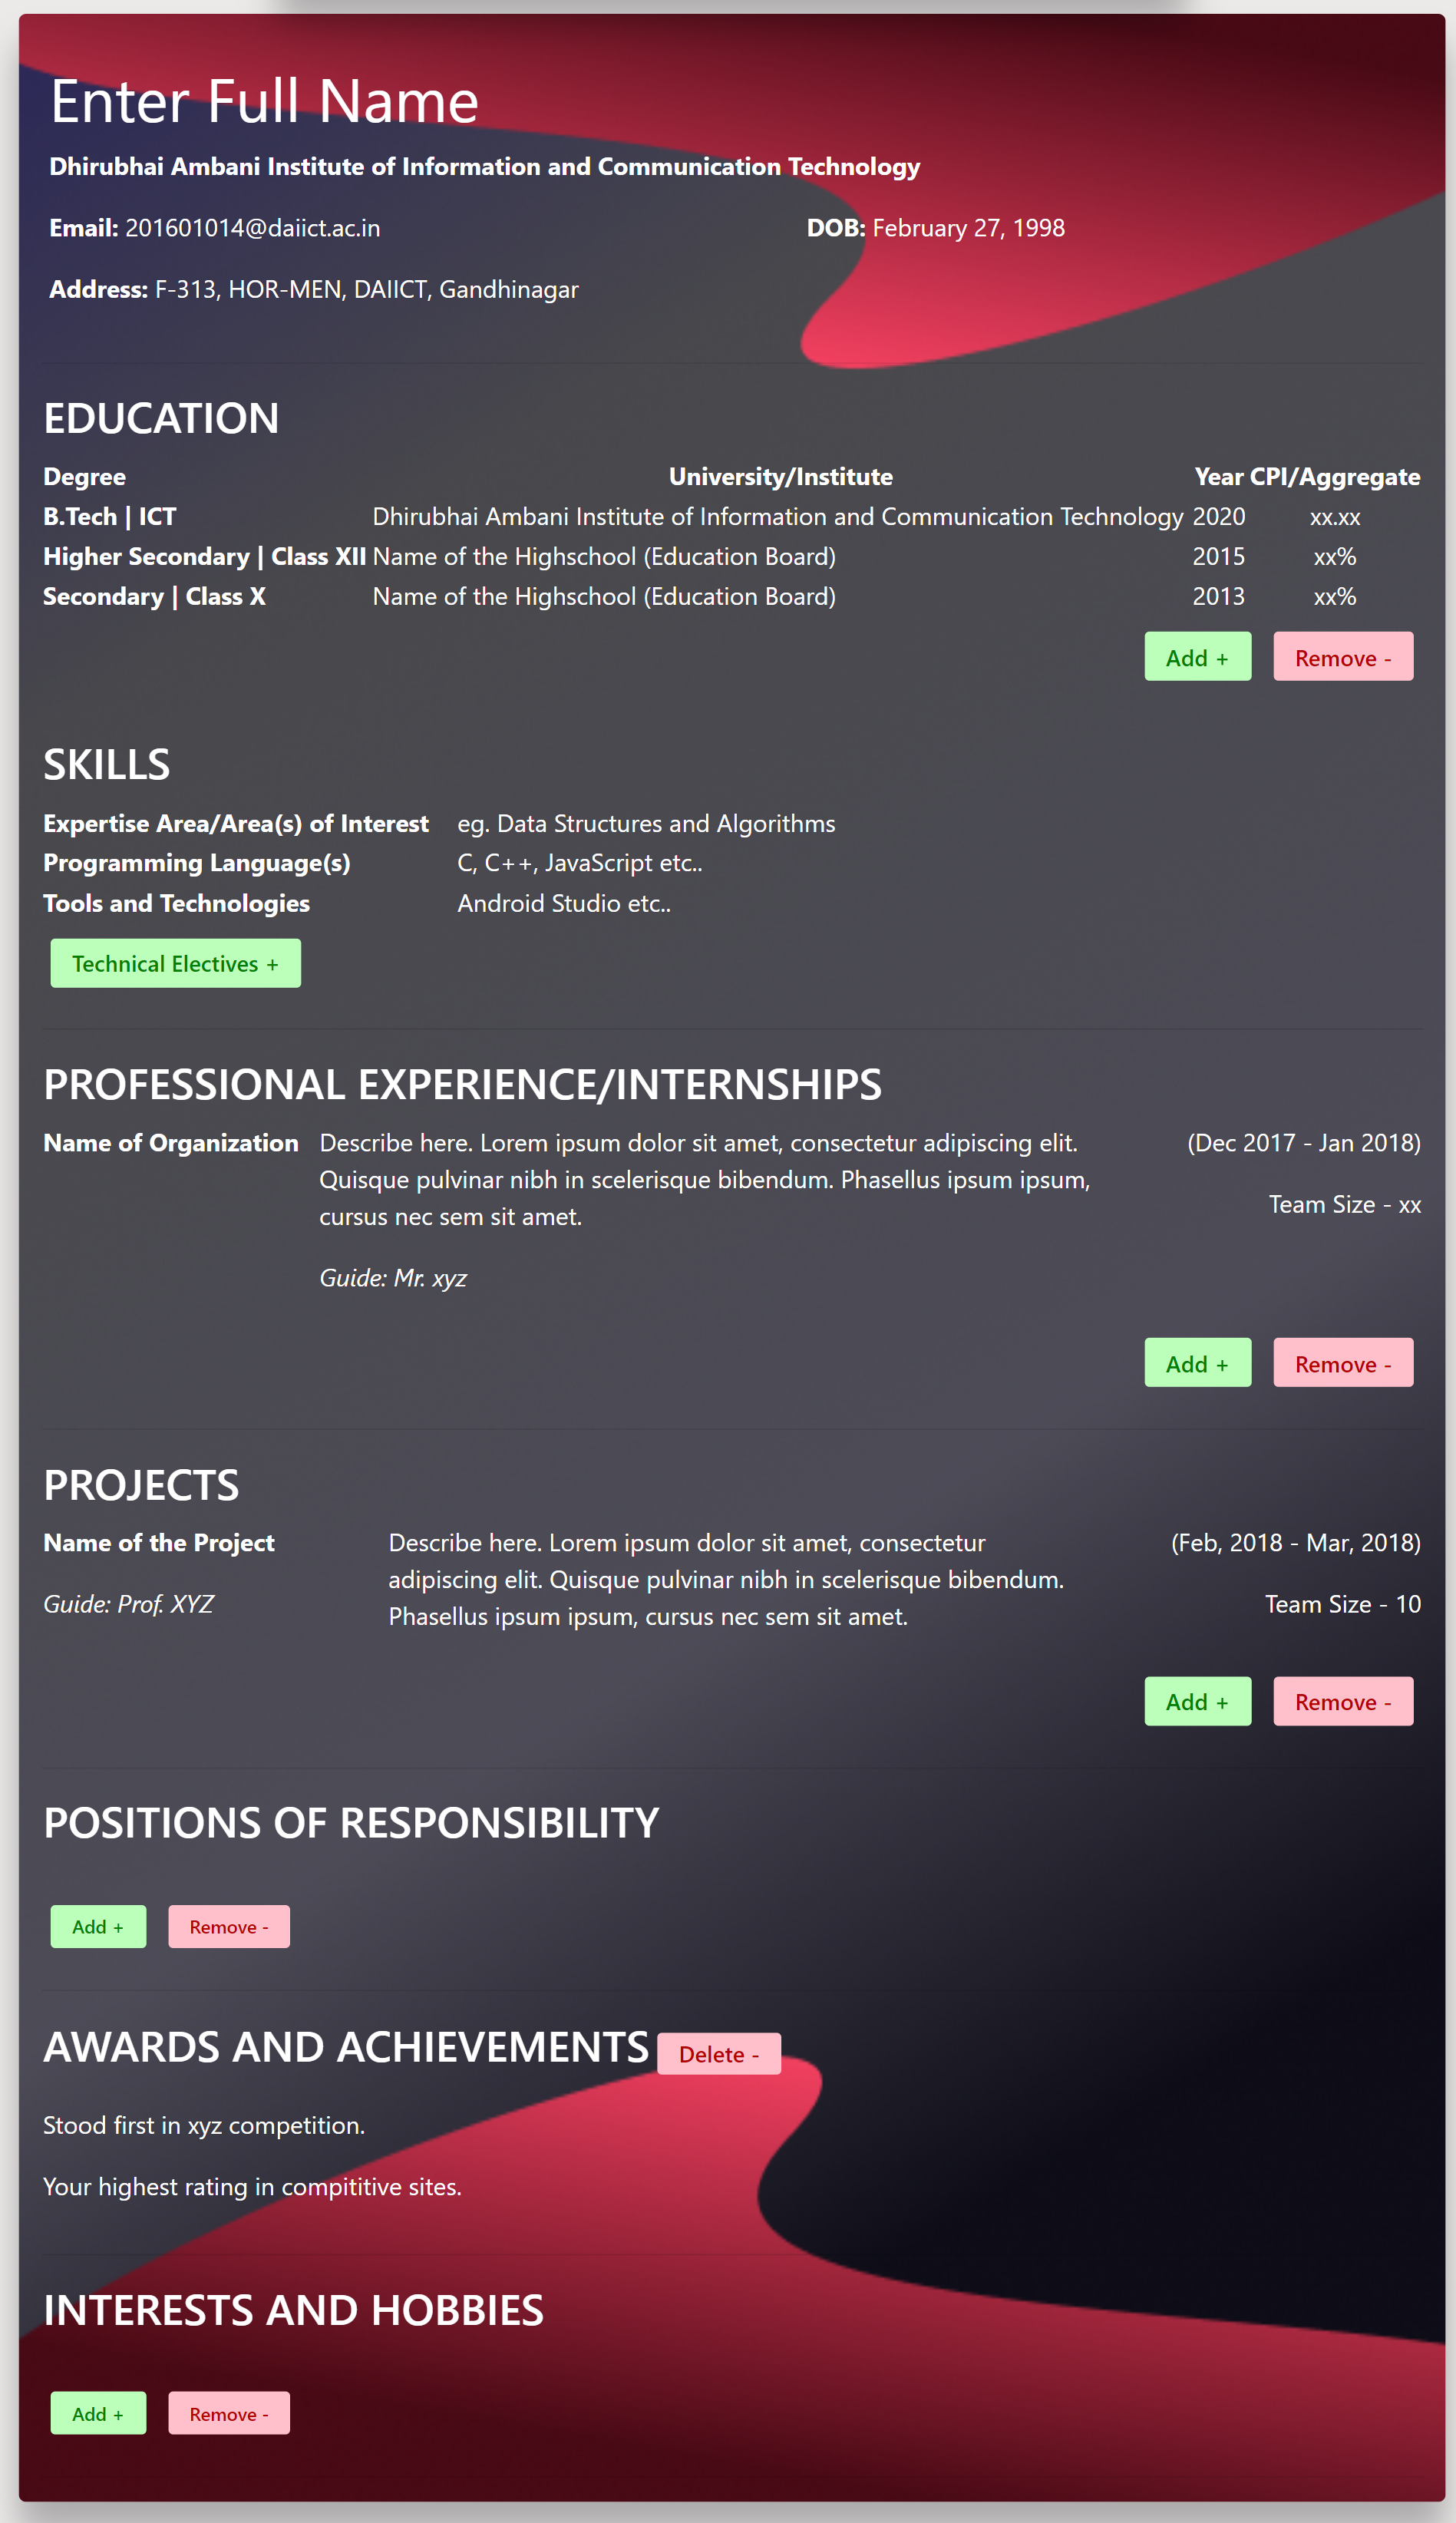 Enter Full Name
Dhirubhai Ambani Institute of Information and Communication Technology
Email: 201601014@daiict.ac.in DOB: February 27, 1998
Address: F-313, HOR-MEN, DAIICT, Gandhinagar
EDUCATION
Degree University/Institute Year CPI/Aggregate
B.Tech | ICT Dhirubhai Ambani Institute of Information and Communication Technology 2020 xx.xx
Higher Secondary | Class XII Name of the Highschool (Education Board) 2015 xx%
Secondary | Class X Name of the Highschool (Education Board) 2013 xx%
Add + Remove -
SKILLS
Expertise Area/Area(s) of Interest eg. Data Structures and Algorithms
Programming Language(s) C, C++, JavaScript etc..
Tools and Technologies Android Studio etc..
Technical Electives +
PROFESSIONAL EXPERIENCE/INTERNSHIPS
Name of Organization Describe here. Lorem ipsum dolor sit amet, consectetur adipiscing elit. (Dec 2017 - Jan 2018)
Quisque pulvinar nibh in scelerisque bibendum. Phasellus ipsum ipsum,
Team Size - xx
cursus nec sem sit amet.
Guide: Mr. xyz
Add + Remove -
PROJECTS
Name of the Project Describe here. Lorem ipsum dolor sit amet, consectetur (Feb, 2018 - Mar, 2018)
adipiscing elit. Quisque pulvinar nibh in scelerisque bibendum.
Guide: Prof. XYZ Team Size - 10
Phasellus ipsum ipsum, cursus nec sem sit amet.
Add + Remove -
POSITIONS OF RESPONSIBILITY
Add + Remove -
AWARDS AND ACHIEVEMENTS Delete -
Stood first in xyz competition.
Your highest rating in compititive sites.
INTERESTS AND HOBBIES
Add + Remove -